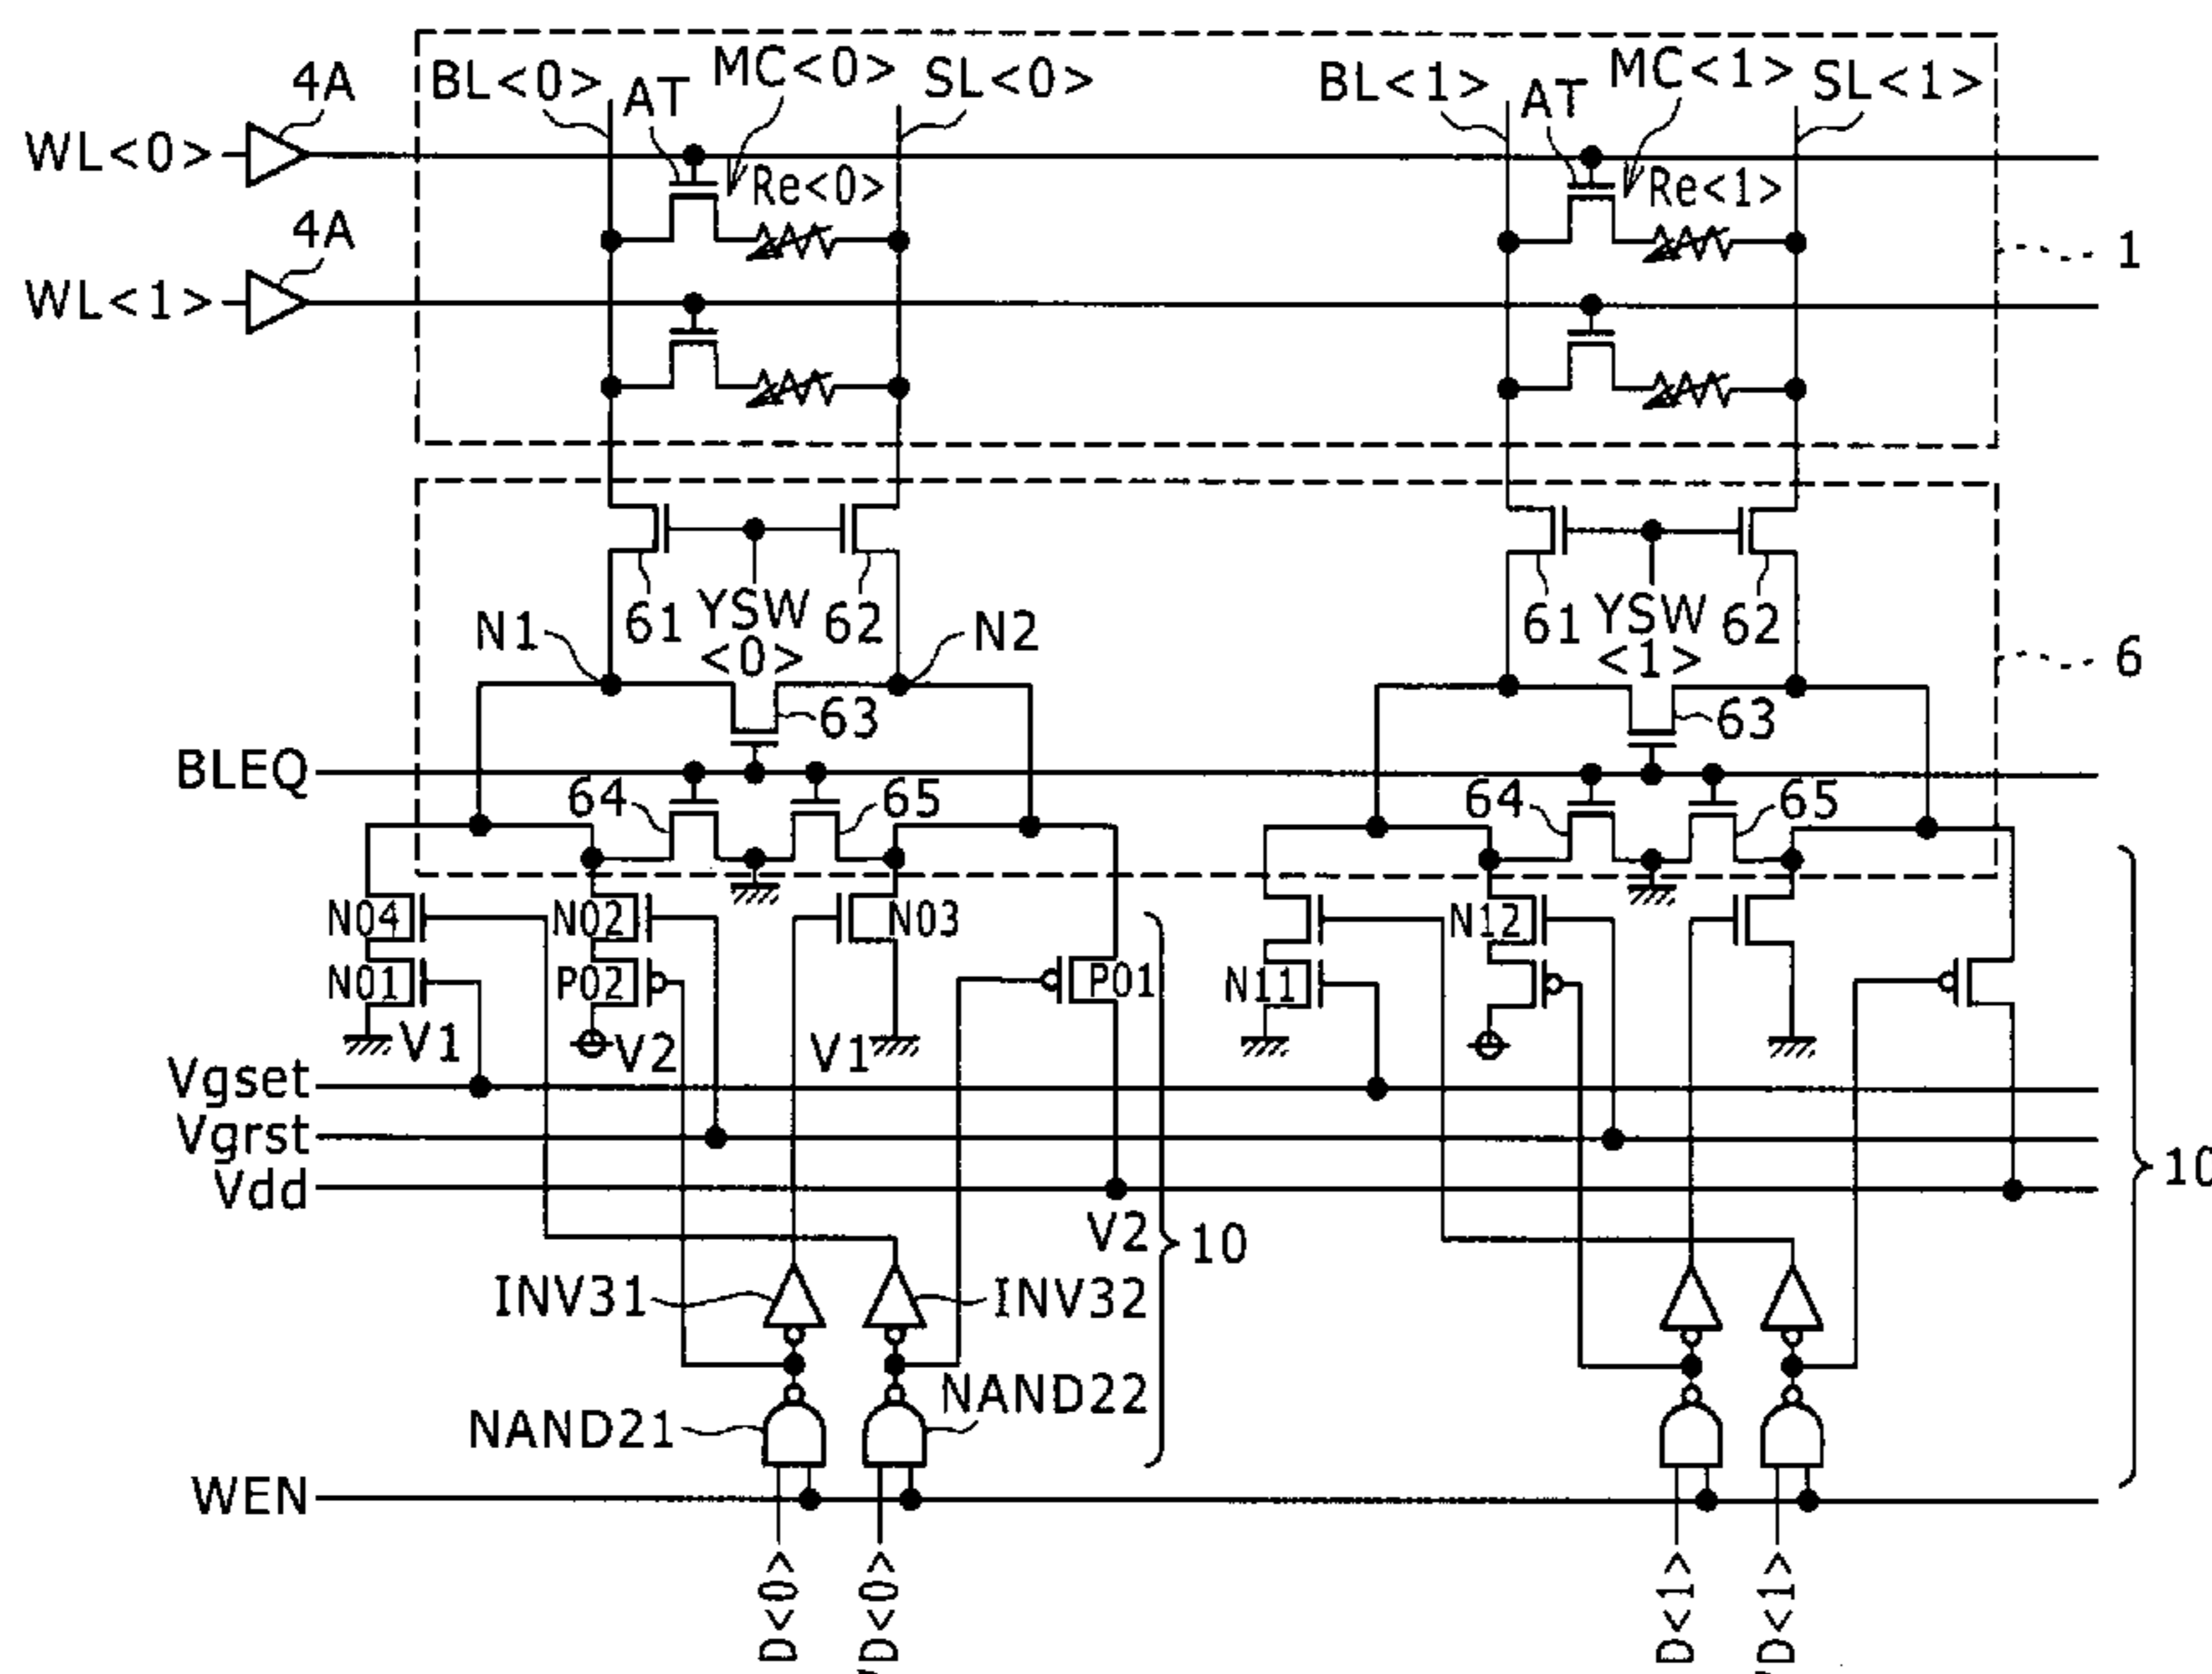 4A
BL<0>
AT
MC<0>
SL<0>
BL<1>
AT
MC<1>
SL<1>
WL<0>
Re<0>
Re<1>
4A
1
WL<1>
61
YSW
<0>
62
N1
N2
61
YSW
<1>
62
6
63
63
BLEQ
64
65
64
65
N04
N02
N03
N12
N01
P02
P01
N11
V1
V2
V1
Vgset
Vgrst
Vdd
10
V2
10
INV31
INV32
NAND22
NAND21
WEN
D<0>
/D<0>
D<1>
/D<1>